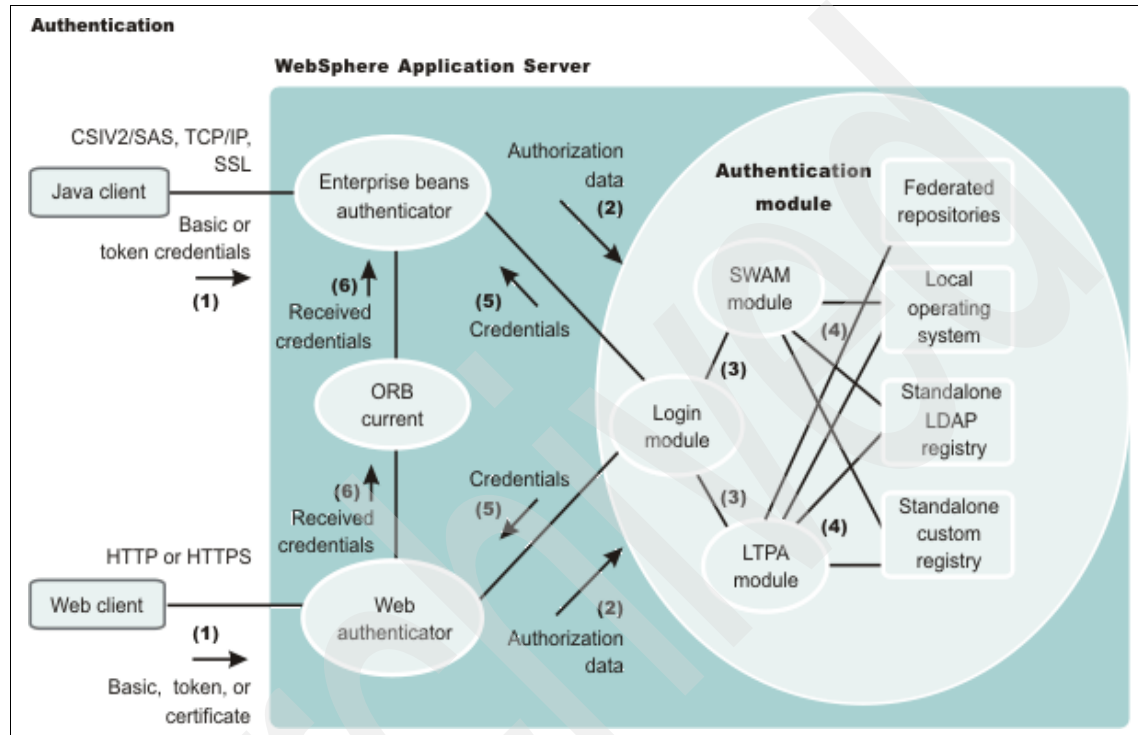 Authentication
WebSphere Application Server
CSIV2/SAS, TCP/IP,
SSL
Java client
Basic or
token credentials
(1)
Enterprise beans
authenticator
Authorization
data
(2)
(6)
Received
credentials
(5)
Credentials
ORB
current
Credentials
(5)
(6)
Received
credentials
HTTP or HTTPS
Web client
(1)
Basic, token, or
certificate
Web
authenticator
(2)
Authorization
data
Authentication
module
SWAM
module
(3)
Login
module
(3)
LTPA
module
(4)
(4)
Federated
repositories
Local
operating
system
Standalone
LDAP
registry
Standalone
custom
registry